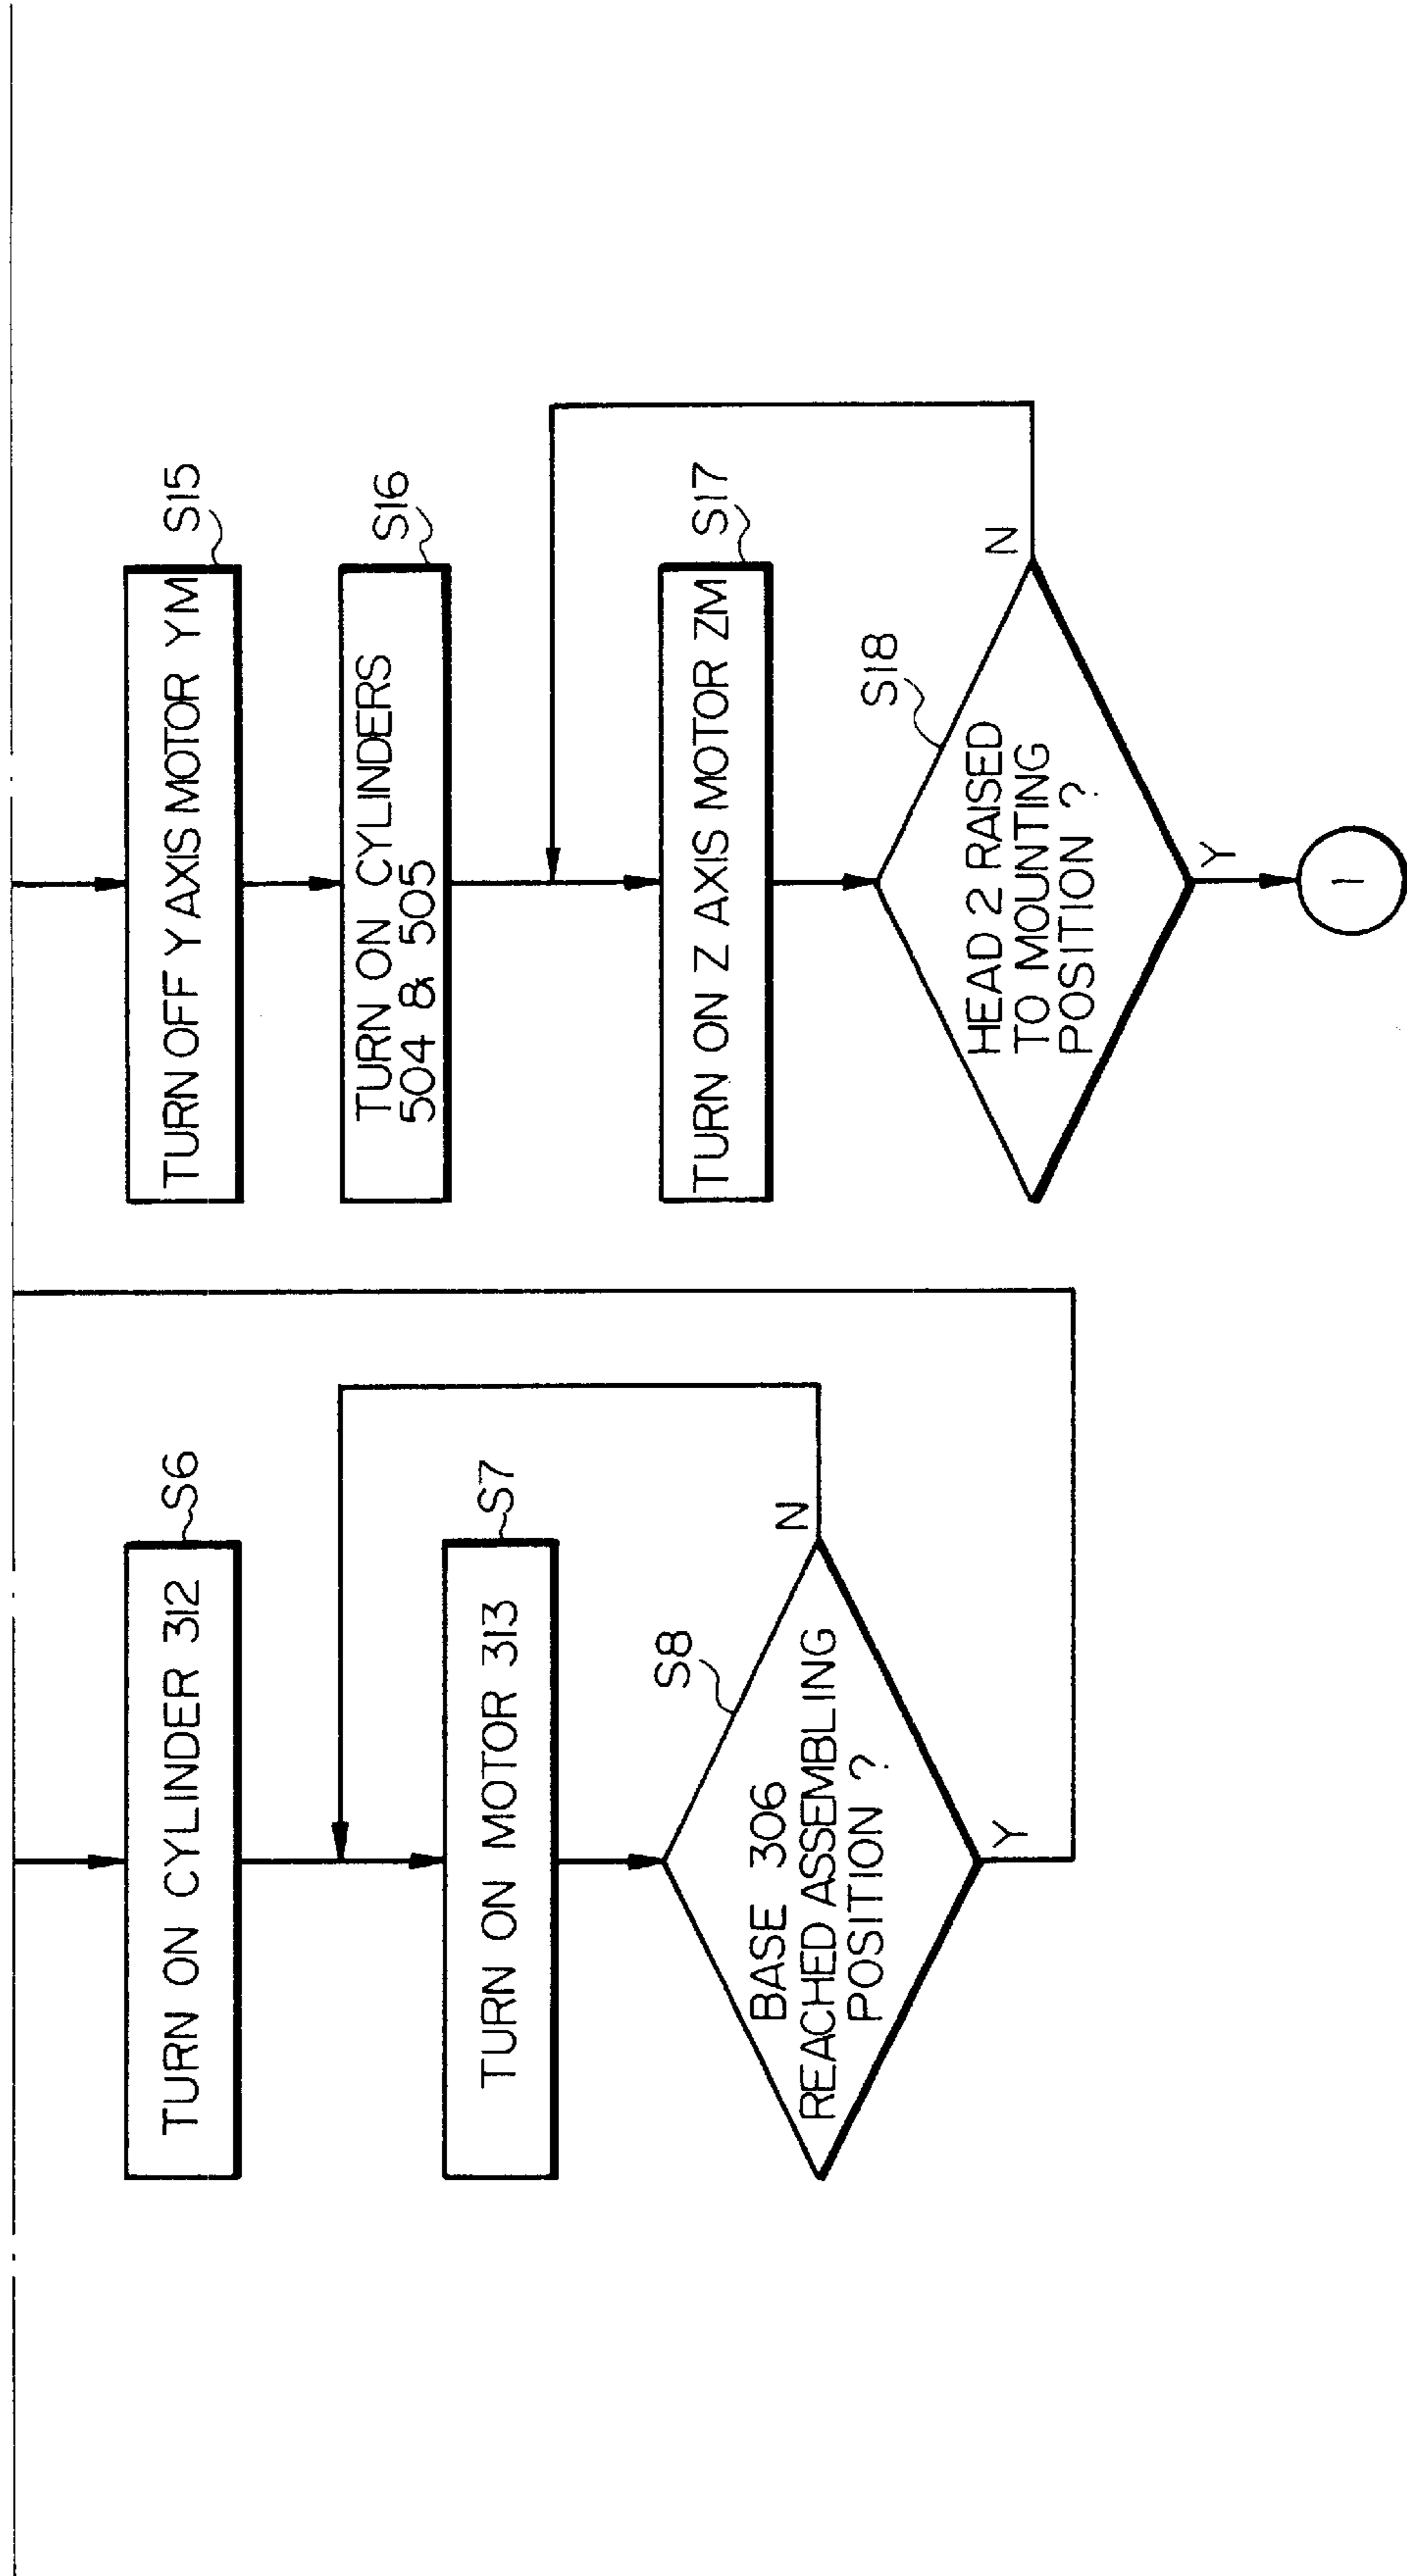 TURN ON CYLINDER 312
S6
TURN ON MOTOR 313
S7
S8
BASE 306
REACHED ASSEMBLING
POSITION ?
N
Y
TURN OFF Y AXIS MOTOR YM
S15
TURN ON CYLINDERS
504 & 505
S16
TURN ON Z AXIS MOTOR ZM
S17
S18
HEAD 2 RAISED
TO MOUNTING
POSITION ?
N
Y
1